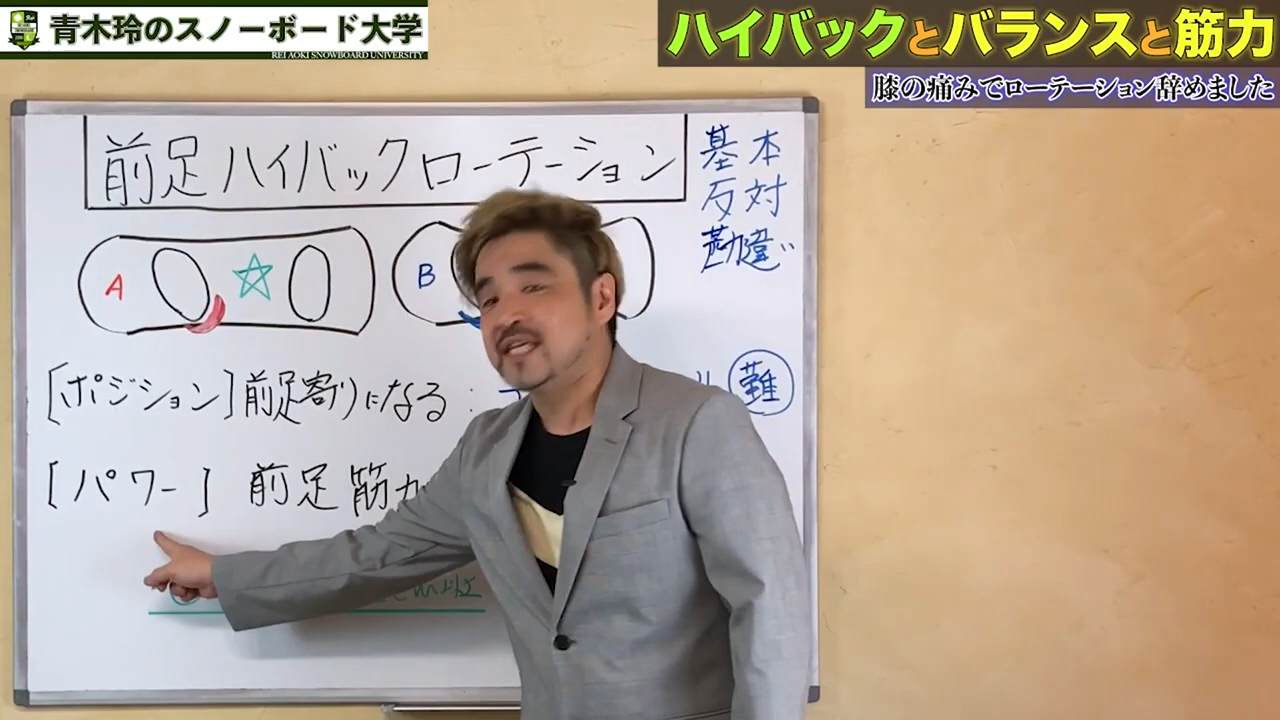 青木玲のスノーボード大学
REI AOKI SNOWBOARD UNIVERSITY
ハイバックとバランスと筋力
膝の痛みでローテーション辞めました
前足ハイバックローテーション
基本
反対
勘違い
A
B
[ポジション]前足寄りになる:
難
[パワー] 前足筋力